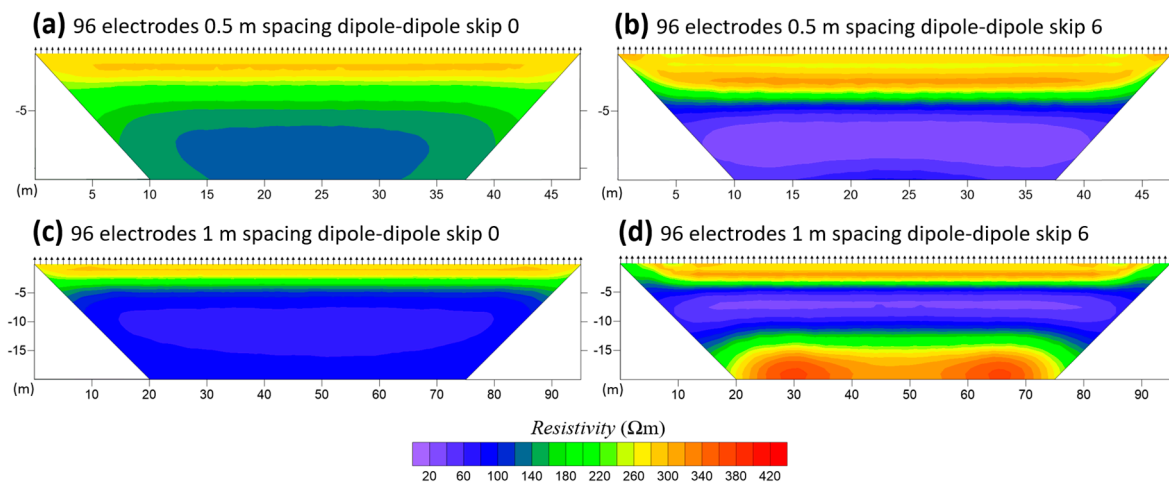 (a) 96 electrodes 0.5 m spacing dipole-dipole skip 0
-5
(m) 5 10 15 20 25 30 35 40 45
(b) 96 electrodes 0.5 m spacing dipole-dipole skip 6
-5
(m) 5 10 15 20 25 30 35 40 45
(c) 96 electrodes 1 m spacing dipole-dipole skip 0
-5
-10
-15
(m) 10 20 30 40 50 60 70 80 90
(d) 96 electrodes 1 m spacing dipole-dipole skip 6
-5
-10
-15
(m) 10 20 30 40 50 60 70 80 90
Resistivity (Ωm)
20 60 100 140 180 220 260 300 340 380 420